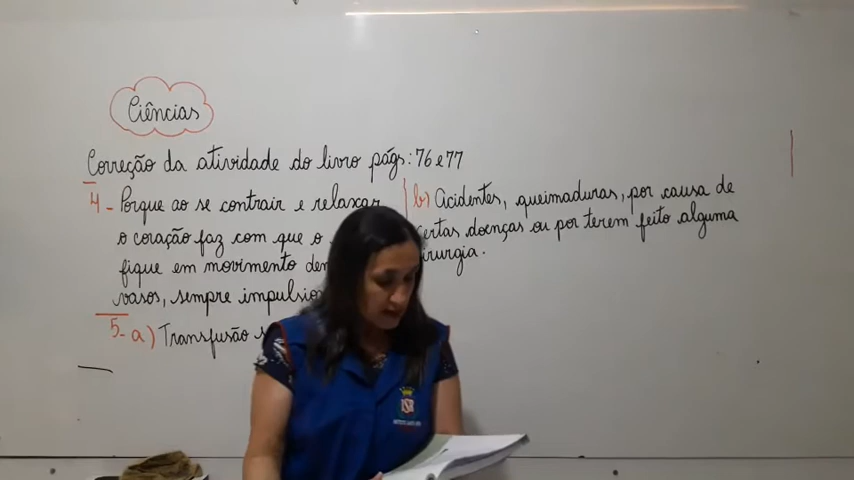 Ciências
Correção da atividade do livro págs: 76 e 77
4- Porque ao se contrair e relaxar
o coração faz com que o
fique em movimento
vasos, sempre
5- a) Transfusão
b) Acidentes, queimaduras, por causa de
certas doenças ou por terem feito alguma
cirurgia.